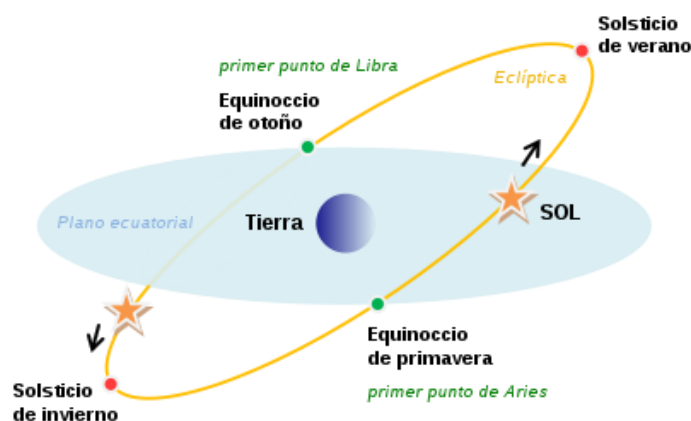 Solsticio
de verano
primer punto de Libra
Eclíptica
Equinoccio
de otoño
Plano ecuatorial
Tierra
SOL
Equinoccio
de primavera
primer punto de Aries
Solsticio
de invierno